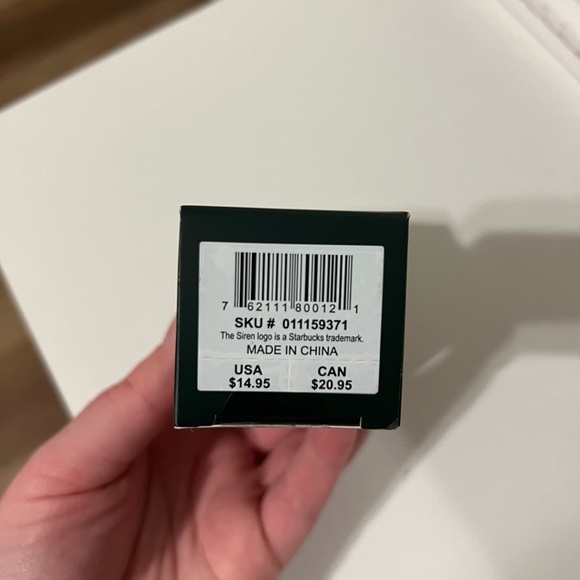 7 62111 80012 1
SKU # 011159371
The Siren logo is a Starbucks trademark.
MADE IN CHINA
USA CAN
$14.95 $20.95